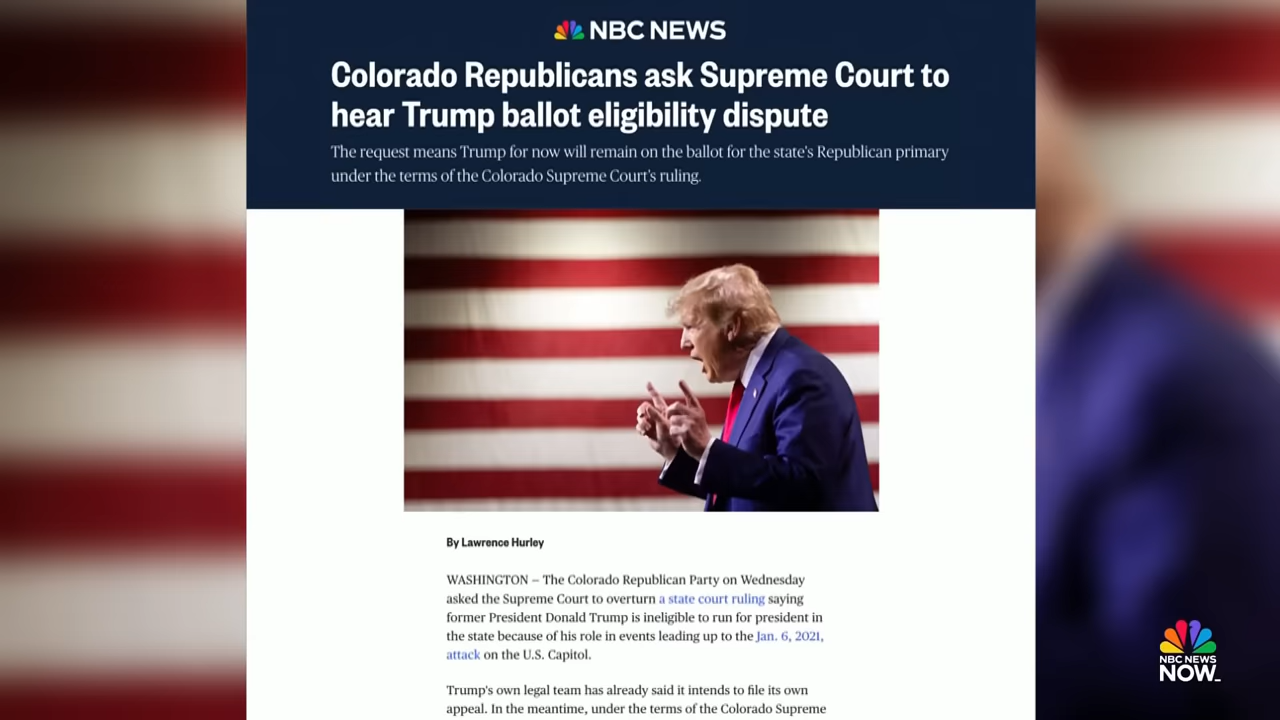 NBC NEWS
Colorado Republicans ask Supreme Court to
hear Trump ballot eligibility dispute
The request means Trump for now will remain on the ballot for the state's Republican primary
under the terms of the Colorado Supreme Court's ruling.
By Lawrence Hurley
WASHINGTON — The Colorado Republican Party on Wednesday
asked the Supreme Court to overturn a state court ruling saying
former President Donald Trump is ineligible to run for president in
the state because of his role in events leading up to the Jan. 6, 2021,
attack on the U.S. Capitol.
Trump's own legal team has already said it intends to file its own
appeal. In the meantime, under the terms of the Colorado Supreme
NBC NEWS
NOW_